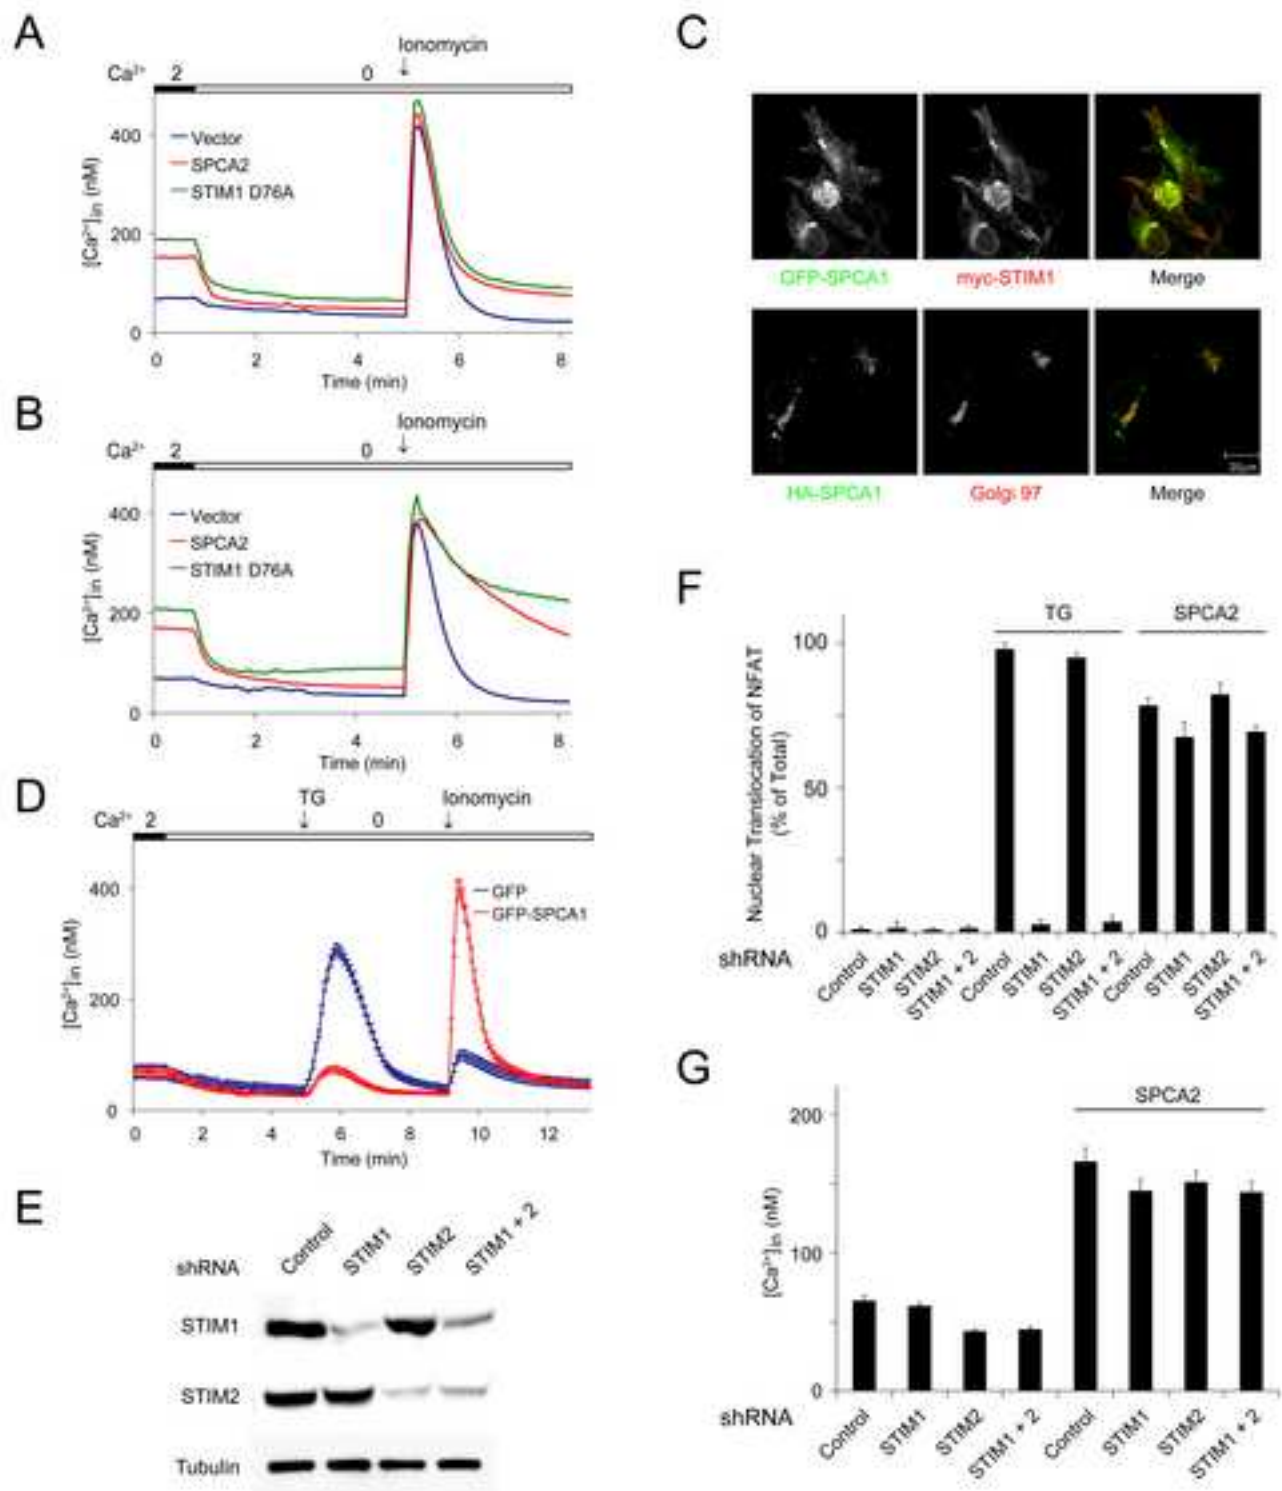 A
Ionomycin
Ca²⁺ 2 0
400
200
0
[Ca²⁺]in (nM)
Vector
SPCA2
STIM1 D76A
0 2 4 6 8
Time (min)
B
Ionomycin
Ca²⁺ 2 0
400
200
0
[Ca²⁺]in (nM)
Vector
SPCA2
STIM1 D76A
0 2 4 6 8
Time (min)
C
GFP-SPCA1 myc-STIM1 Merge
HA-SPCA1 Golgi 97 Merge
D
TG Ionomycin
Ca²⁺ 2 0
400
200
0
[Ca²⁺]in (nM)
GFP
GFP-SPCA1
0 2 4 6 8 10 12
Time (min)
E
shRNA Control STIM1 STIM2 STIM1 + 2
STIM1
STIM2
Tubulin
F
TG SPCA2
100
50
0
Nuclear Translocation of NFAT
(% of Total)
shRNA Control STIM1 STIM2 STIM1 + 2 Control STIM1 STIM2 STIM1 + 2 Control STIM1 STIM2 STIM1 + 2
G
SPCA2
200
100
0
[Ca²⁺]in (nM)
shRNA Control STIM1 STIM2 STIM1 + 2 Control STIM1 STIM2 STIM1 + 2